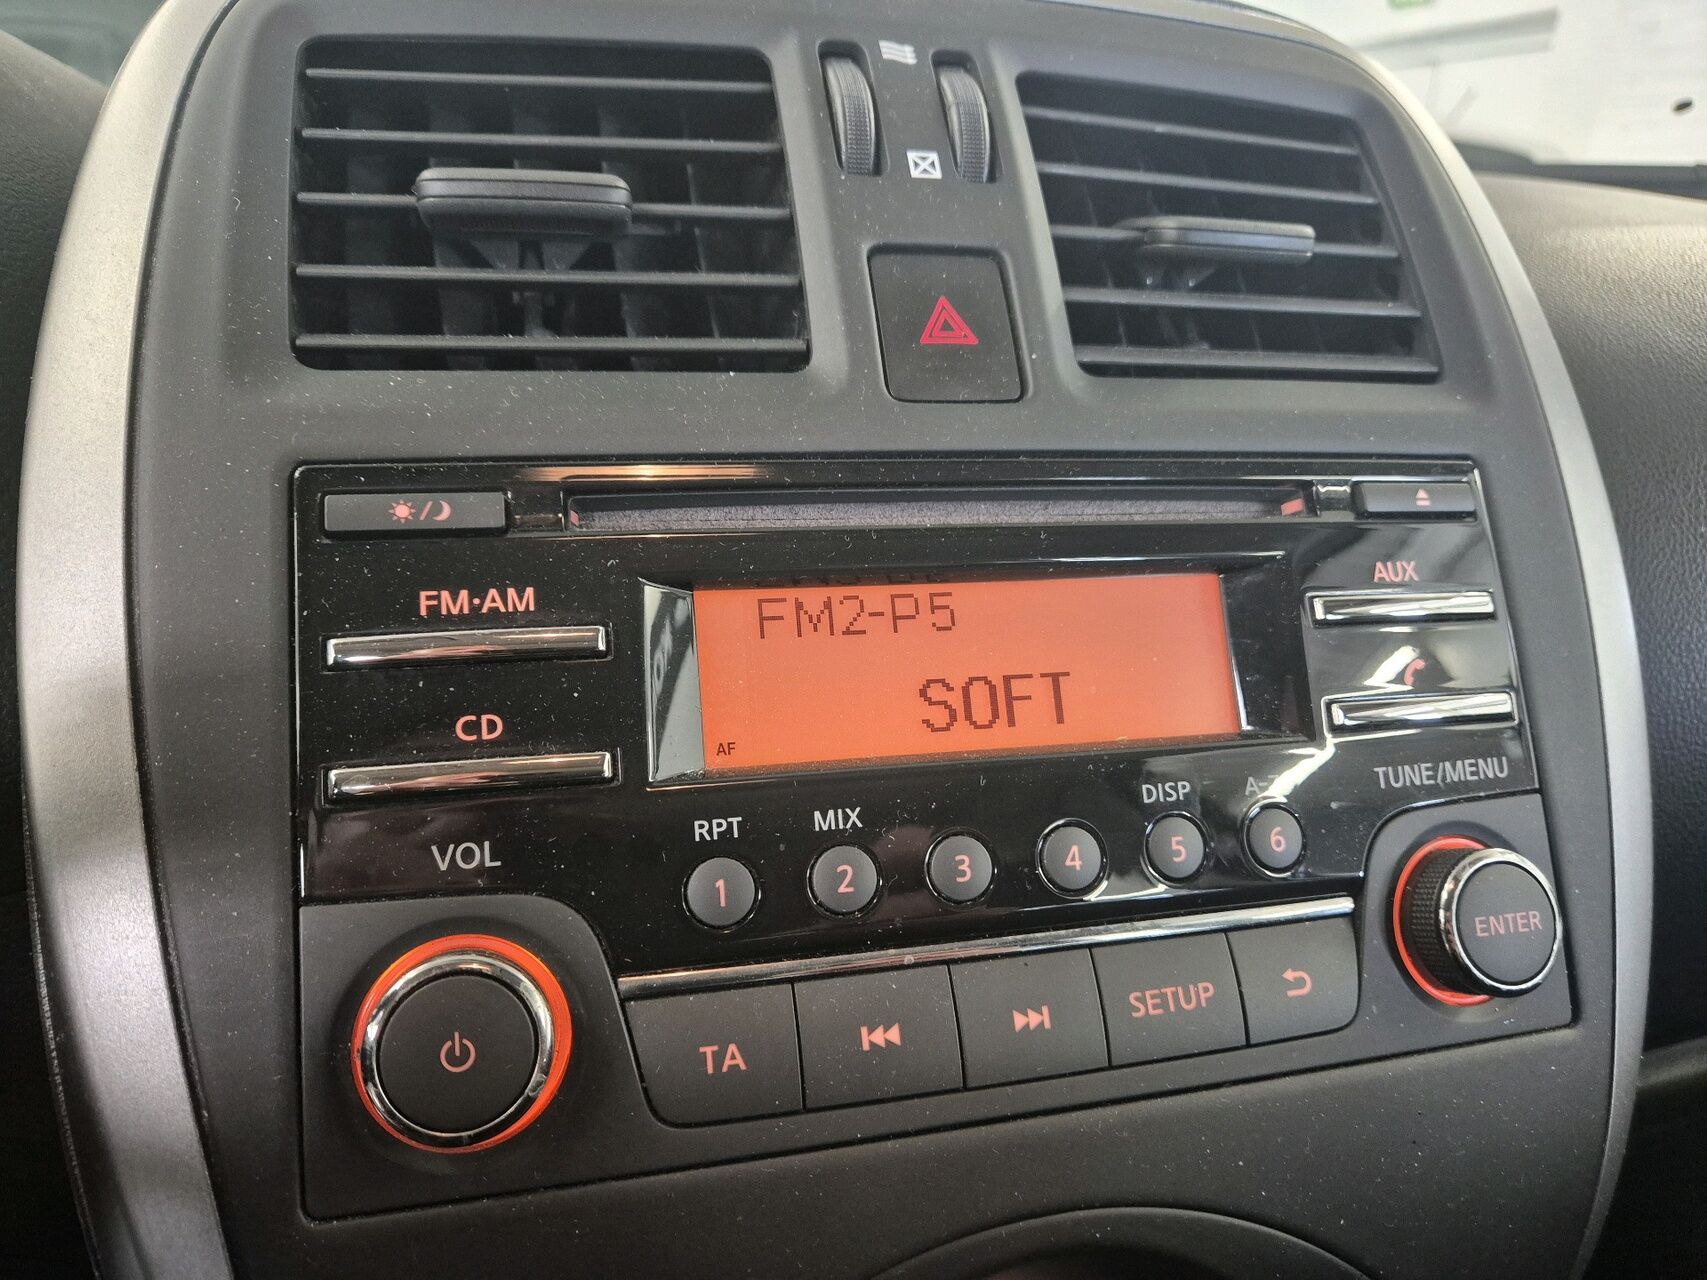 FM·AM
AUX
FM2-P5
SOFT
AF
CD
TUNE/MENU
DISP
RPT
MIX
VOL
1
2
3
4
5
6
ENTER
TA
SETUP